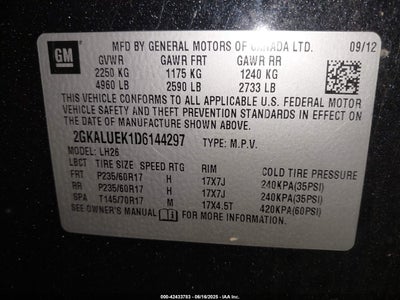 GM
MFD BY GENERAL MOTORS OF CANADA LTD.
09/12
GVWR GAWR FRT GAWR RR
2250 KG 1175 KG 1240 KG
4960 LB 2590 LB 2733 LB
THIS VEHICLE CONFORMS TO ALL APPLICABLE U.S. FEDERAL MOTOR
VEHICLE SAFETY AND THEFT PREVENTION STANDARDS IN EFFECT
ON THE DATE OF MANUFACTURE SHOWN ABOVE.
2GKALUEK1D6144297 TYPE: M.P.V.
MODEL: LH26
LBCT TIRE SIZE SPEED RTG RIM COLD TIRE PRESSURE
FRT P235/60R17 H 17X7J 240KPA(35PSI)
RR P235/60R17 H 17X7J 240KPA(35PSI)
SPA T145/70R17 M 17X4.5T 420KPA(60PSI)
SEE OWNER'S MANUAL FOR ADDITIONAL INFORMATION.
000-42433783 - 06/16/2025 - IAA